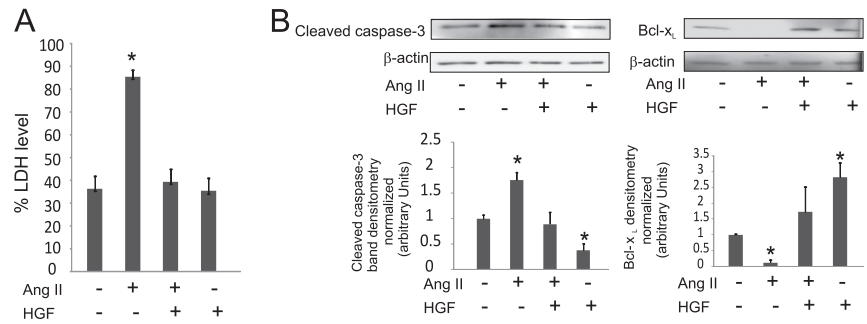 A
100
90
80
70
60
50
40
30
20
10
0
% LDH level
*
Ang II - + + -
HGF - - + +
B
Cleaved caspase-3
β-actin
Ang II - + + -
HGF - - + +
Bcl-xL
β-actin
Ang II - + + -
HGF - - + +
Cleaved caspase-3
band densitometry
normalized
(arbitrary Units)
2.5
2
1.5
1
0.5
0
*
*
Ang II - + + -
HGF - - + +
Bcl-x L densitometry
normalized
(arbitrary Units)
3.5
3
2.5
2
1.5
1
0.5
0
*
*
Ang II - + + -
HGF - - + +